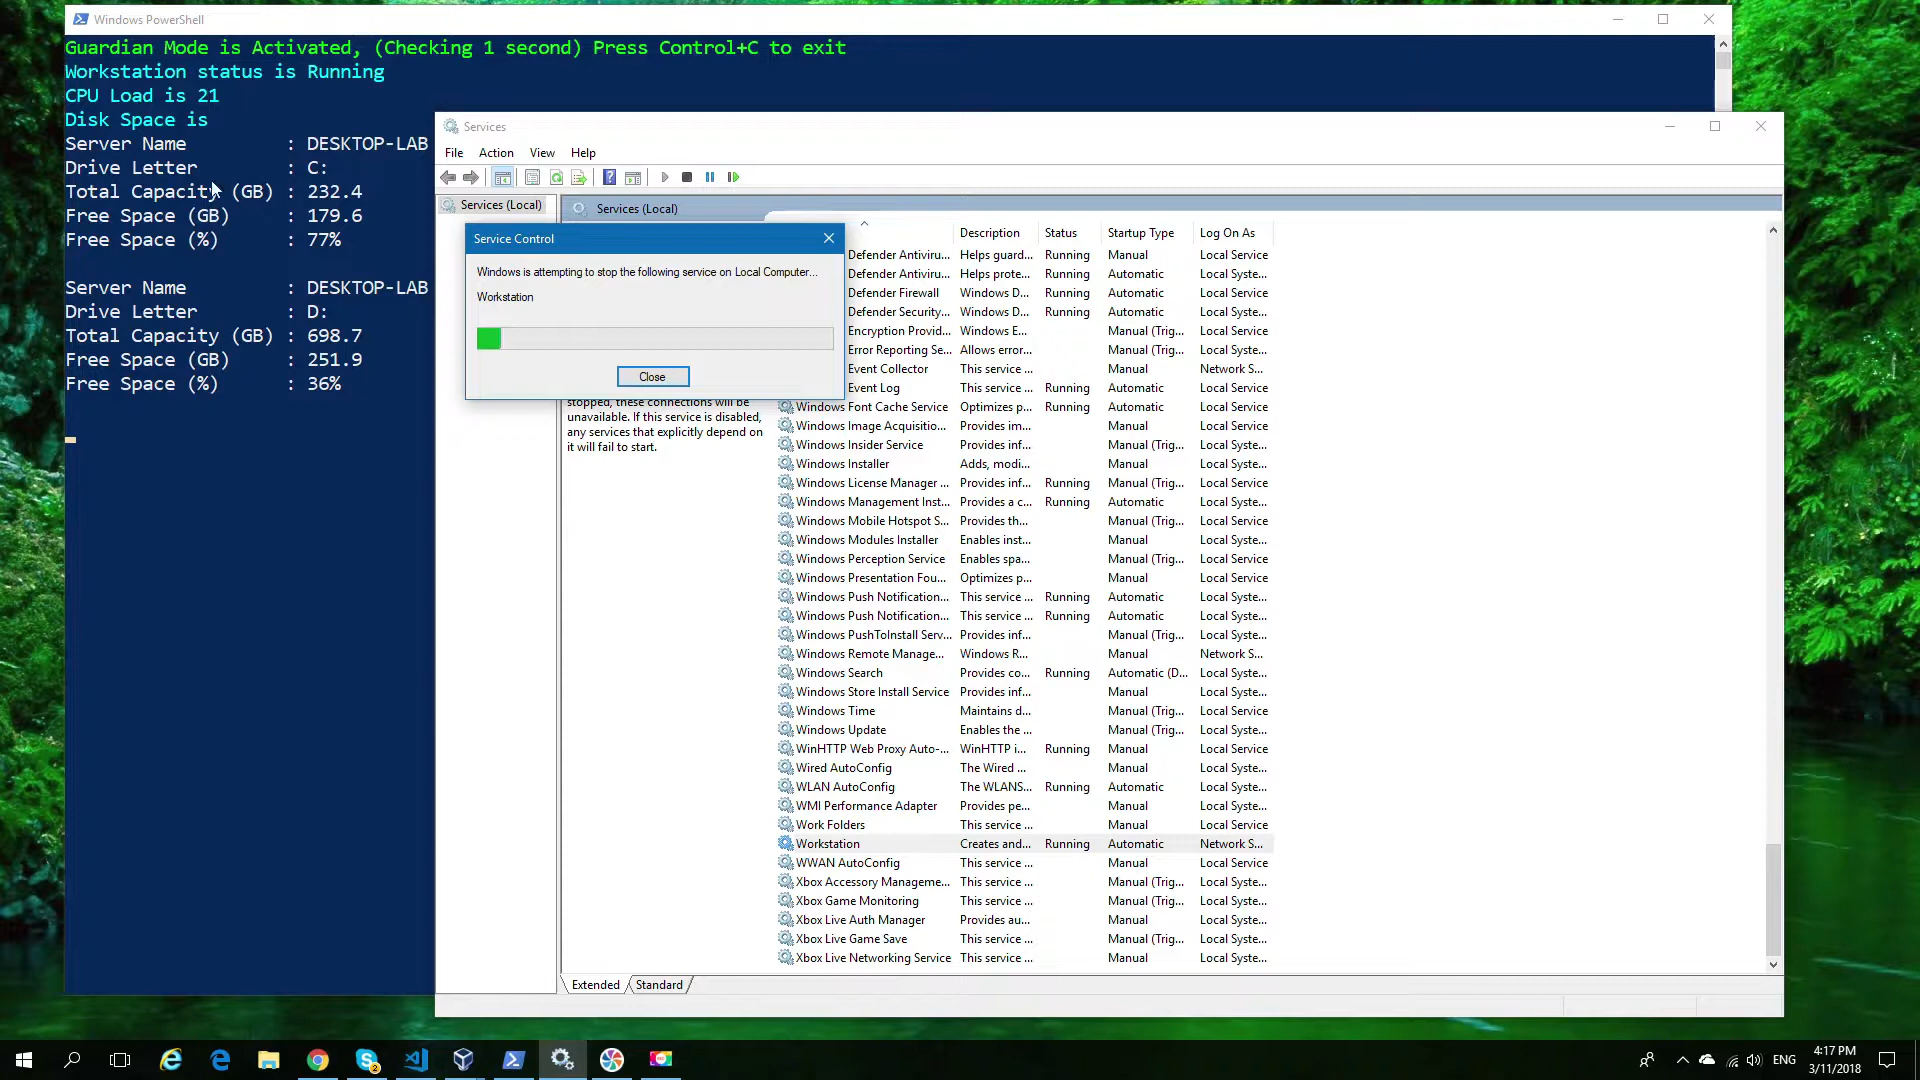 Windows PowerShell
Guardian Mode is Activated, (Checking 1 second) Press Control+C to exit
Workstation status is Running
CPU Load is 21
Disk Space is
Server Name : DESKTOP-LAB
Drive Letter : C:
Total Capacity (GB) : 232.4
Free Space (GB) : 179.6
Free Space (%) : 77%
Server Name : DESKTOP-LAB
Drive Letter : D:
Total Capacity (GB) : 698.7
Free Space (GB) : 251.9
Free Space (%) : 36%
Services
File Action View Help
Services (Local)
Services (Local)
Service Control
Windows is attempting to stop the following service on Local Computer...
Workstation
Close
stopped, these connections will be
unavailable. If this service is disabled,
any services that explicitly depend on
it will fail to start.
Description Status Startup Type Log On As
Defender Antiviru... Helps guard... Running Manual Local Service
Defender Antiviru... Helps prote... Running Automatic Local Syste...
Defender Firewall Windows D... Running Automatic Local Service
Defender Security... Windows D... Running Automatic Local Syste...
Encryption Provid... Windows E... Manual (Trig... Local Service
Error Reporting Se... Allows error... Manual (Trig... Local Syste...
Event Collector This service ... Manual Network S...
Event Log This service ... Running Automatic Local Service
Windows Font Cache Service Optimizes p... Running Automatic Local Service
Windows Image Acquisitio... Provides im... Manual Local Service
Windows Insider Service Provides inf... Manual (Trig... Local Syste...
Windows Installer Adds, modi... Manual Local Syste...
Windows License Manager ... Provides inf... Running Manual (Trig... Local Service
Windows Management Inst... Provides a c... Running Automatic Local Syste...
Windows Mobile Hotspot S... Provides th... Manual (Trig... Local Service
Windows Modules Installer Enables inst... Manual Local Syste...
Windows Perception Service Enables spa... Manual (Trig... Local Service
Windows Presentation Fou... Optimizes p... Manual Local Service
Windows Push Notification... This service ... Running Automatic Local Syste...
Windows Push Notification... This service ... Running Automatic Local Syste...
Windows PushToInstall Serv... Provides inf... Manual (Trig... Local Syste...
Windows Remote Manage... Windows R... Manual Network S...
Windows Search Provides co... Running Automatic (D... Local Syste...
Windows Store Install Service Provides inf... Manual Local Syste...
Windows Time Maintains d... Manual (Trig... Local Service
Windows Update Enables the ... Manual (Trig... Local Syste...
WinHTTP Web Proxy Auto-... WinHTTP i... Running Manual Local Service
Wired AutoConfig The Wired ... Manual Local Syste...
WLAN AutoConfig The WLANS... Running Automatic Local Syste...
WMI Performance Adapter Provides pe... Manual Local Syste...
Work Folders This service ... Manual Local Service
Workstation Creates and... Running Automatic Network S...
WWAN AutoConfig This service ... Manual Local Service
Xbox Accessory Manageme... This service ... Manual (Trig... Local Syste...
Xbox Game Monitoring This service ... Manual (Trig... Local Syste...
Xbox Live Auth Manager Provides au... Manual Local Syste...
Xbox Live Game Save This service ... Manual (Trig... Local Syste...
Xbox Live Networking Service This service ... Manual Local Syste...
Extended Standard
2
ENG
4:17 PM
3/11/2018